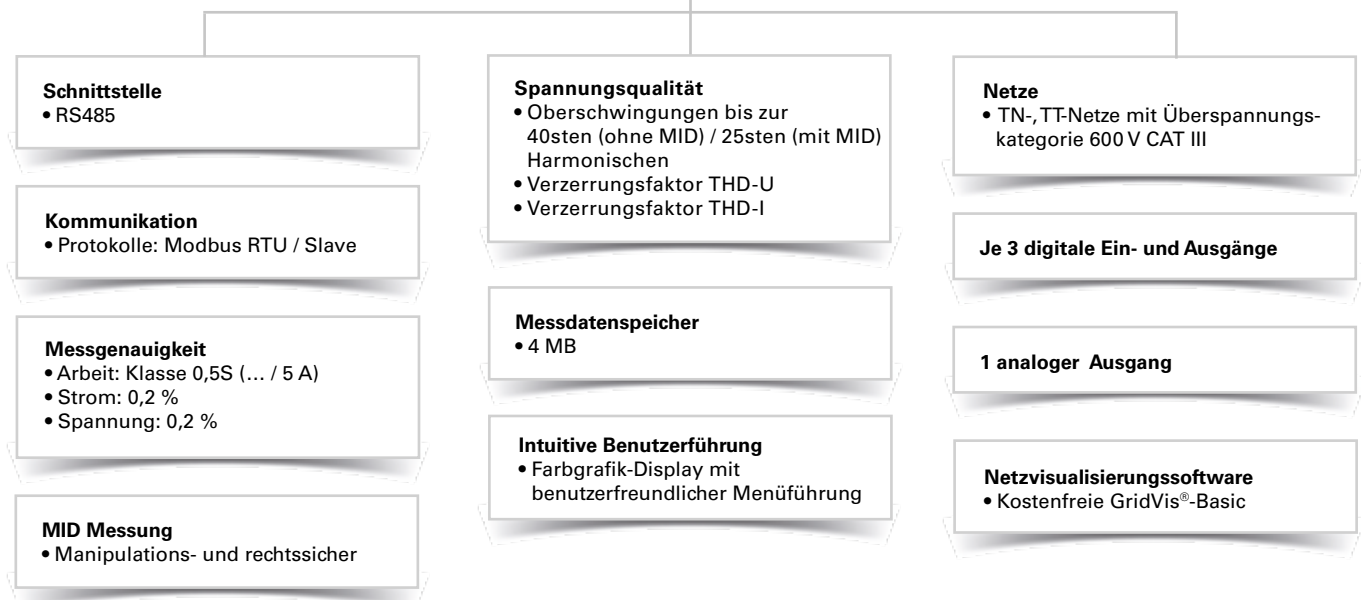 Schnittstelle
• RS485
Kommunikation
• Protokolle: Modbus RTU / Slave
Messgenauigkeit
• Arbeit: Klasse 0,5S (… / 5 A)
• Strom: 0,2 %
• Spannung: 0,2 %
MID Messung
• Manipulations- und rechtssicher
Spannungsqualität
• Oberschwingungen bis zur
40sten (ohne MID) / 25sten (mit MID)
Harmonischen
• Verzerrungsfaktor THD-U
• Verzerrungsfaktor THD-I
Messdatenspeicher
• 4 MB
Intuitive Benutzerführung
• Farbgrafik-Display mit
benutzerfreundlicher Menüführung
Netze
• TN-, TT-Netze mit Überspannungs-
kategorie 600 V CAT III
Je 3 digitale Ein- und Ausgänge
1 analoger Ausgang
Netzvisualisierungssoftware
• Kostenfreie GridVis®-Basic